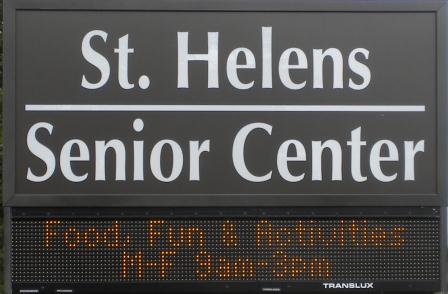 St. Helens
Senior Center
Food, Fun & Activities
M-F 9am-3pm
TRANSLUX